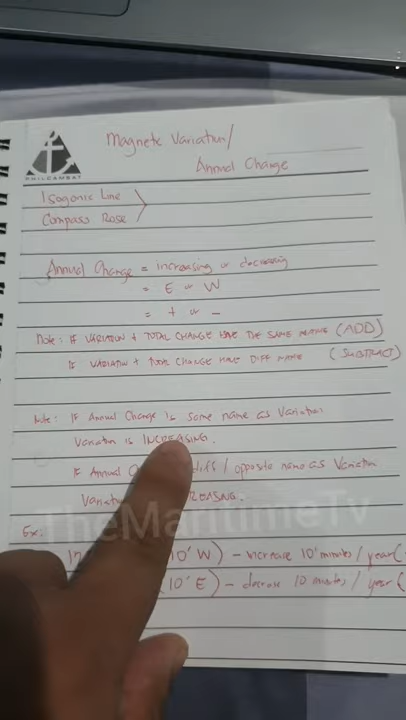 Magnetic Variation/
Annual Change
PHILCAMSAT
Isogonic Line
Compass Rose
Annual Change = increasing or decreasing
= E or W
= + or -
Note: IF VARIATION + TOTAL CHANGE HAVE THE SAME NAME (ADD)
IF VARIATION + TOTAL CHANGE HAVE DIFF NAME (SUBTRACT)
Note: IF Annual Change is same name as Variation
Variation is INCREASING.
IF Annual diff / opposite name as Variation
REASING.
TheMaritimeTv
Ex:
10' W) - increase 10' minutes / year (
(10' E) - decrease 10 minutes / year (